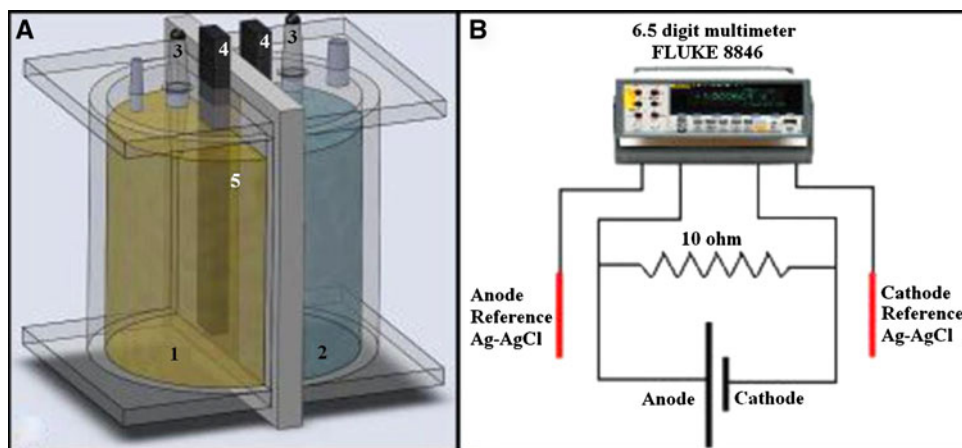 A
3
4
4
3
5
1
2
B
6.5 digit multimeter
FLUKE 8846
10 ohm
Anode
Reference
Ag-AgCl
Cathode
Reference
Ag-AgCl
Anode
Cathode